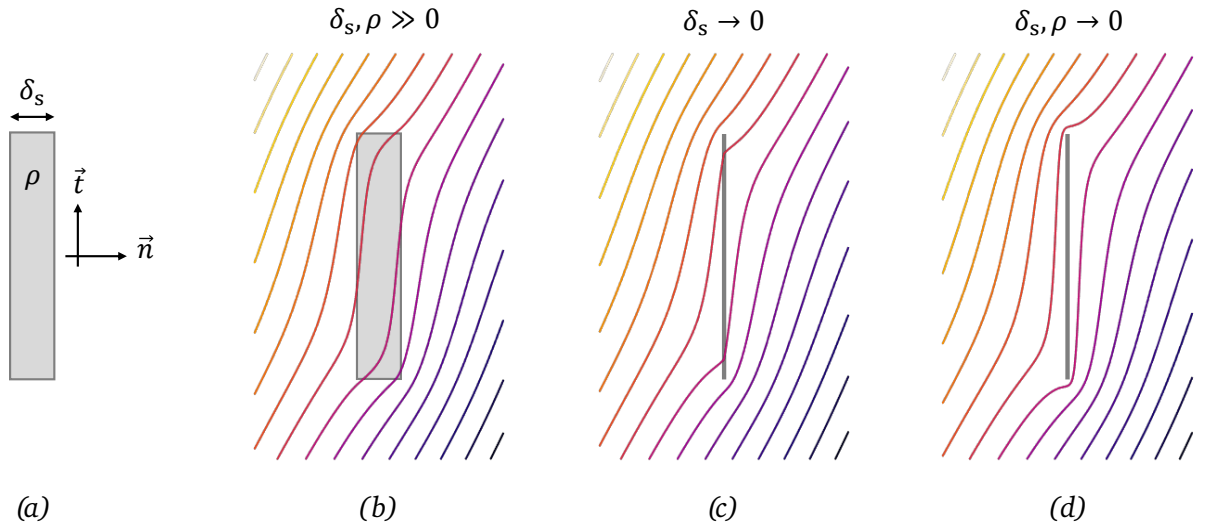 δₛ, ρ ≫ 0
δₛ → 0
δₛ, ρ → 0
δₛ
ρ
t⃗
n⃗
(a)
(b)
(c)
(d)